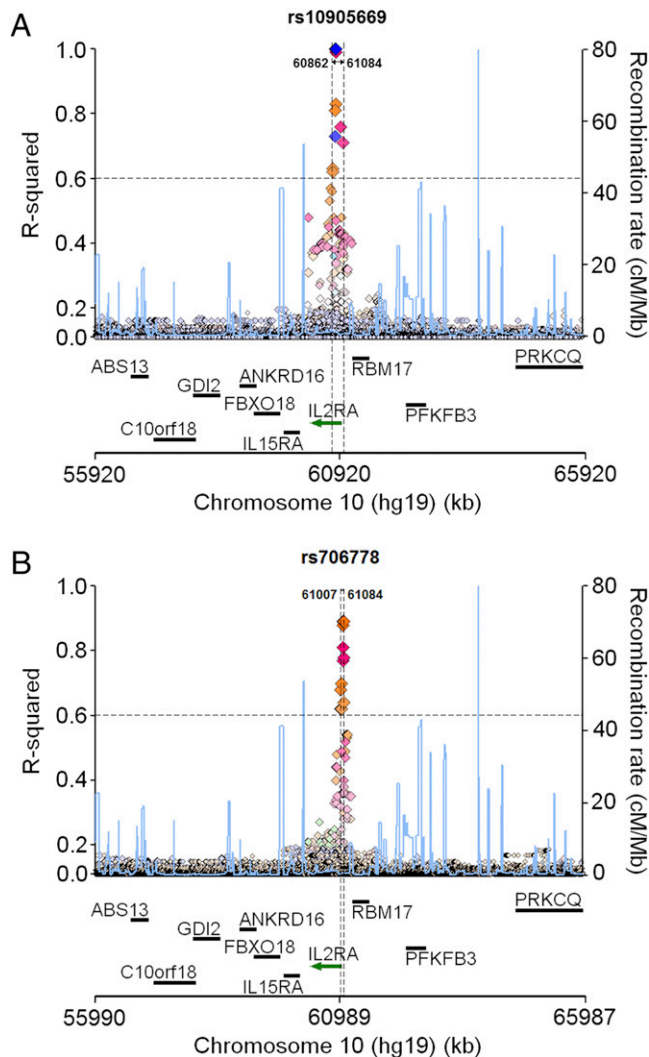 A
rs10905669
60862 61084
1.0
0.8
0.6
0.4
0.2
0.0
R-squared
80
60
40
20
0
Recombination rate (cM/Mb)
ABS13
GDI2
C10orf18
ANKRD16
FBXO18
IL15RA
IL2RA
RBM17
PFKFB3
PRKCQ
55920 60920 65920
Chromosome 10 (hg19) (kb)
B
rs706778
61007 61084
1.0
0.8
0.6
0.4
0.2
0.0
R-squared
80
60
40
20
0
Recombination rate (cM/Mb)
ABS13
GDI2
C10orf18
ANKRD16
FBXO18
IL15RA
IL2RA
RBM17
PFKFB3
PRKCQ
55990 60989 65987
Chromosome 10 (hg19) (kb)